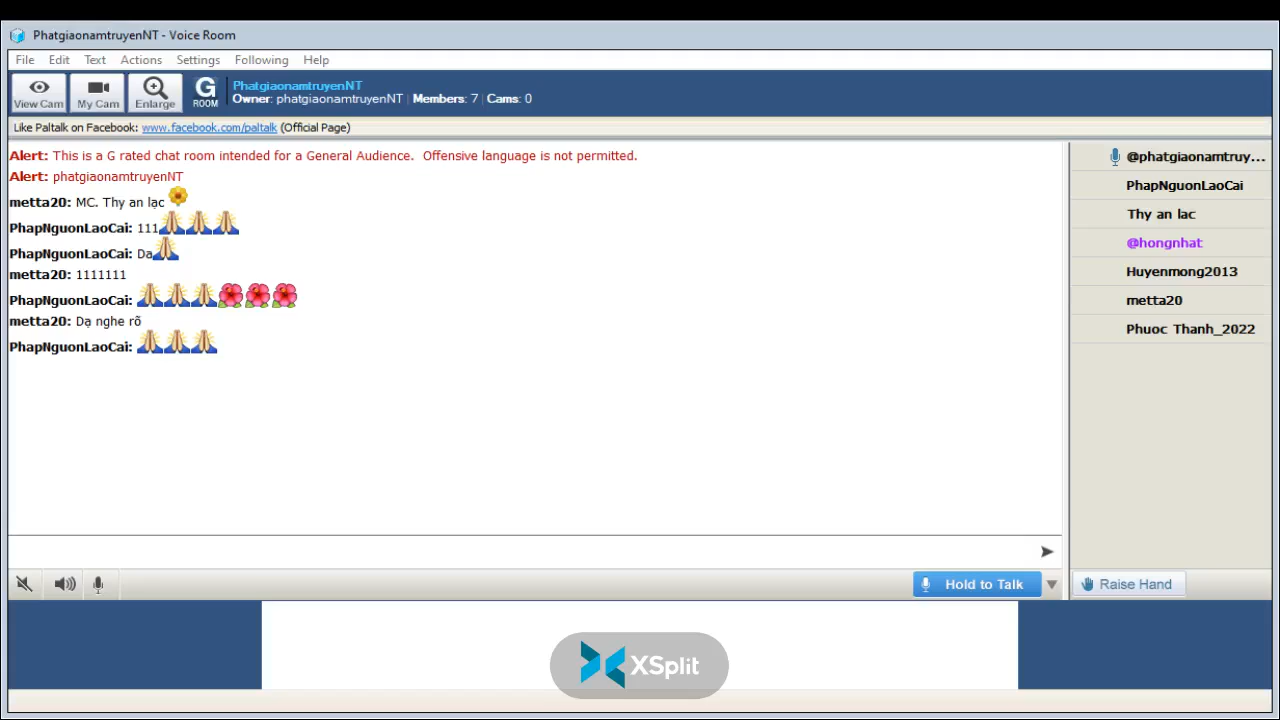 PhatgiaonamtruyenNT - Voice Room
File Edit Text Actions Settings Following Help
View Cam My Cam Enlarge G ROOM
PhatgiaonamtruyenNT
Owner: phatgiaonamtruyenNT | Members: 7 | Cams: 0
Like Paltalk on Facebook: www.facebook.com/paltalk (Official Page)
Alert: This is a G rated chat room intended for a General Audience. Offensive language is not permitted.
Alert: phatgiaonamtruyenNT
metta20: MC. Thy an lạc
PhapNguonLaoCai: 111
PhapNguonLaoCai: Da
metta20: 1111111
PhapNguonLaoCai:
metta20: Dạ nghe rõ
PhapNguonLaoCai:
@phatgiaonamtruy...
PhapNguonLaoCai
Thy an lac
@hongnhat
Huyenmong2013
metta20
Phuoc Thanh_2022
Hold to Talk
Raise Hand
XSplit